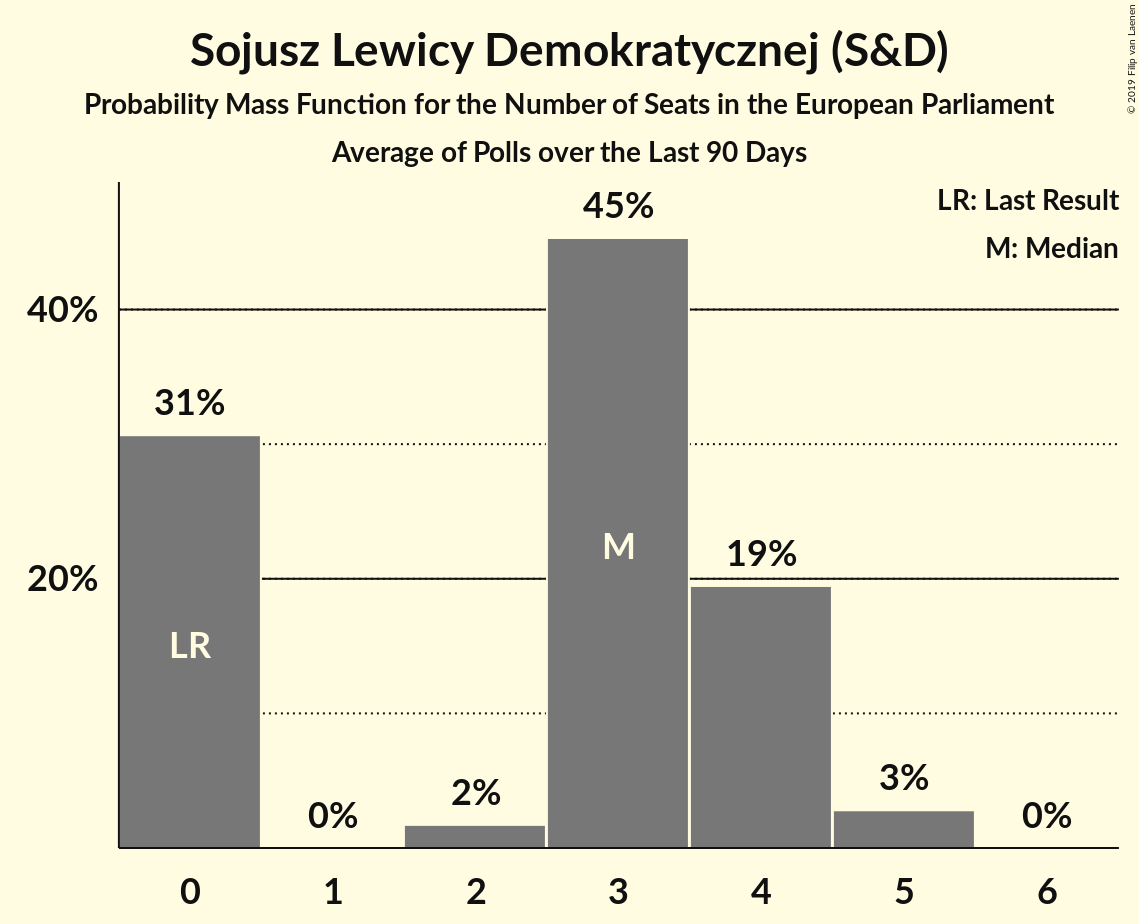 Sojusz Lewicy Demokratycznej (S&D)
Probability Mass Function for the Number of Seats in the European Parliament
Average of Polls over the Last 90 Days
© 2019 Filip van Laenen
LR: Last Result
M: Median
45%
40%
31%
M
19%
20%
LR
3%
2%
0%
0%
0 1 2 3 4 5 6